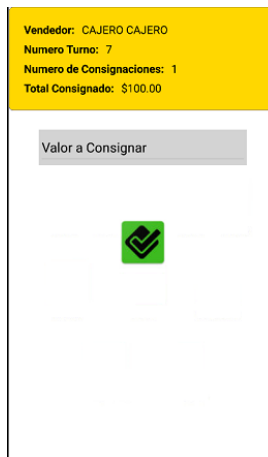 Vendedor: CAJERO CAJERO
Numero Turno: 7
Numero de Consignaciones: 1
Total Consignado: $100.00
Valor a Consignar